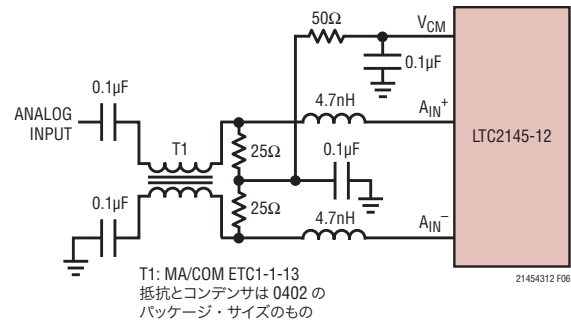 50Ω
V_CM
0.1µF
0.1µF
4.7nH
A_IN^+
ANALOG
INPUT
T1
25Ω
0.1µF
LTC2145-12
0.1µF
25Ω
4.7nH
A_IN^–
T1: MA/COM ETC1-1-13
抵抗とコンデンサは 0402 の
パッケージ・サイズのもの
21454312 F06